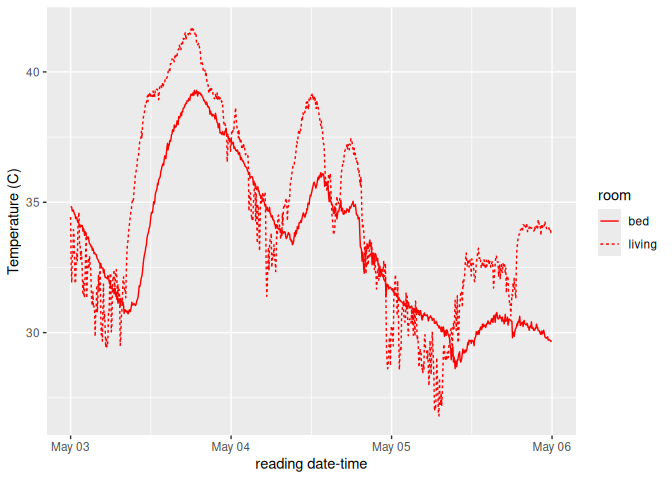 40
35
30
Temperature (C)
May 03
May 04
May 05
May 06
reading date-time
room
bed
living